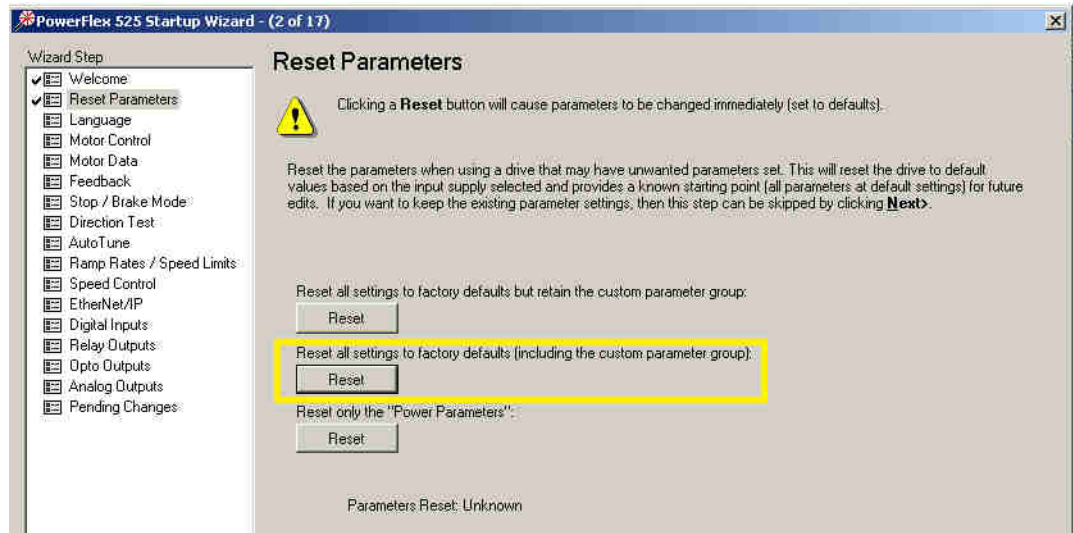 PowerFlex 525 Startup Wizard - (2 of 17)
Wizard Step
Welcome
Reset Parameters
Language
Motor Control
Motor Data
Feedback
Stop / Brake Mode
Direction Test
AutoTune
Ramp Rates / Speed Limits
Speed Control
EtherNet/IP
Digital Inputs
Relay Outputs
Opto Outputs
Analog Outputs
Pending Changes
Reset Parameters
Clicking a Reset button will cause parameters to be changed immediately (set to defaults).
Reset the parameters when using a drive that may have unwanted parameters set. This will reset the drive to default
values based on the input supply selected and provides a known starting point (all parameters at default settings) for future
edits. If you want to keep the existing parameter settings, then this step can be skipped by clicking Next>.
Reset all settings to factory defaults but retain the custom parameter group:
Reset
Reset all settings to factory defaults (including the custom parameter group):
Reset
Reset only the "Power Parameters":
Reset
Parameters Reset: Unknown